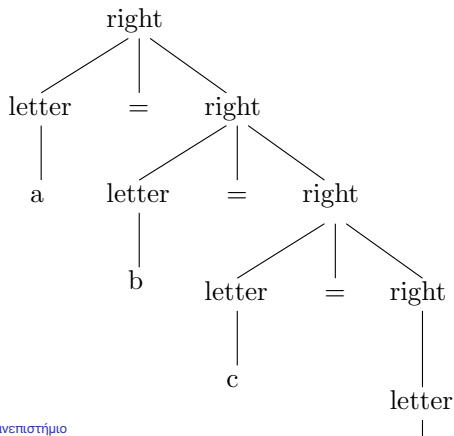 right
letter = right
a letter = right
b letter = right
c
letter